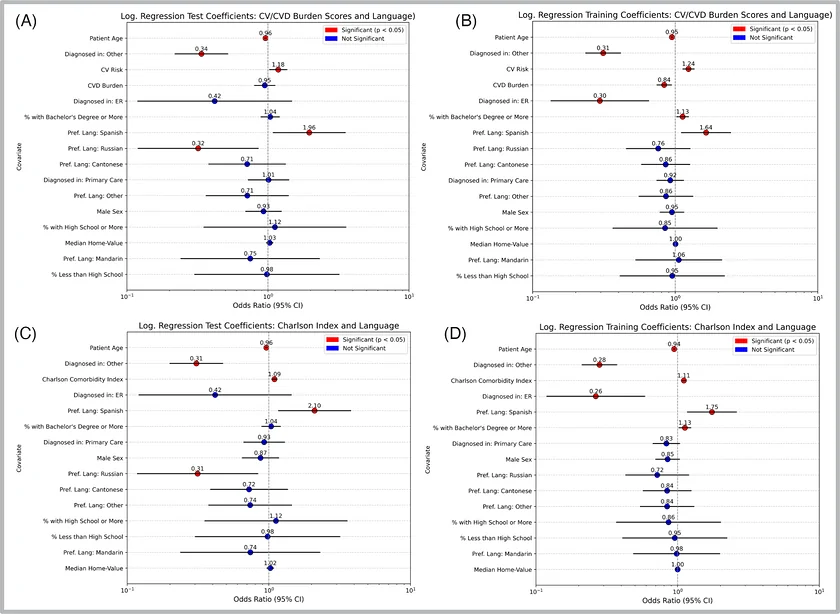 (A)
Log. Regression Test Coefficients: CV/CVD Burden Scores and Language)
Significant (p < 0.05)
Not Significant
Covariate
Patient Age
0.96
Diagnosed in: Other
0.34
CV Risk
1.18
CVD Burden
0.95
Diagnosed in: ER
0.42
% with Bachelor's Degree or More
1.04
Pref. Lang: Spanish
1.96
Pref. Lang: Russian
0.32
Pref. Lang: Cantonese
0.71
Diagnosed in: Primary Care
1.01
Pref. Lang: Other
0.71
Male Sex
0.93
% with High School or More
1.12
Median Home-Value
1.03
Pref. Lang: Mandarin
0.75
% Less than High School
0.98
10⁻¹ 10⁰ 10¹
Odds Ratio (95% CI)
(B)
Log. Regression Training Coefficients: CV/CVD Burden Scores and Language)
Significant (p < 0.05)
Not Significant
Covariate
Patient Age
0.95
Diagnosed in: Other
0.31
CV Risk
1.24
CVD Burden
0.84
Diagnosed in: ER
0.30
% with Bachelor's Degree or More
1.13
Pref. Lang: Spanish
1.64
Pref. Lang: Russian
0.76
Pref. Lang: Cantonese
0.86
Diagnosed in: Primary Care
0.92
Pref. Lang: Other
0.86
Male Sex
0.95
% with High School or More
0.85
Median Home-Value
1.00
Pref. Lang: Mandarin
1.06
% Less than High School
0.95
10⁻¹ 10⁰ 10¹
Odds Ratio (95% CI)
(C)
Log. Regression Test Coefficients: Charlson Index and Language
Significant (p < 0.05)
Not Significant
Covariate
Patient Age
0.96
Diagnosed in: Other
0.31
Charlson Comorbidity Index
1.09
Diagnosed in: ER
0.42
Pref. Lang: Spanish
2.10
% with Bachelor's Degree or More
1.04
Diagnosed in: Primary Care
0.93
Male Sex
0.87
Pref. Lang: Russian
0.31
Pref. Lang: Cantonese
0.72
Pref. Lang: Other
0.74
% with High School or More
1.12
% Less than High School
0.98
Pref. Lang: Mandarin
0.74
Median Home-Value
1.02
10⁻¹ 10⁰ 10¹
Odds Ratio (95% CI)
(D)
Log. Regression Training Coefficients: Charlson Index and Language
Significant (p < 0.05)
Not Significant
Covariate
Patient Age
0.94
Diagnosed in: Other
0.28
Charlson Comorbidity Index
1.11
Diagnosed in: ER
0.26
Pref. Lang: Spanish
1.75
% with Bachelor's Degree or More
1.13
Diagnosed in: Primary Care
0.83
Male Sex
0.85
Pref. Lang: Russian
0.72
Pref. Lang: Cantonese
0.84
Pref. Lang: Other
0.84
% with High School or More
0.86
% Less than High School
0.95
Pref. Lang: Mandarin
0.98
Median Home-Value
1.00
10⁻¹ 10⁰ 10¹
Odds Ratio (95% CI)